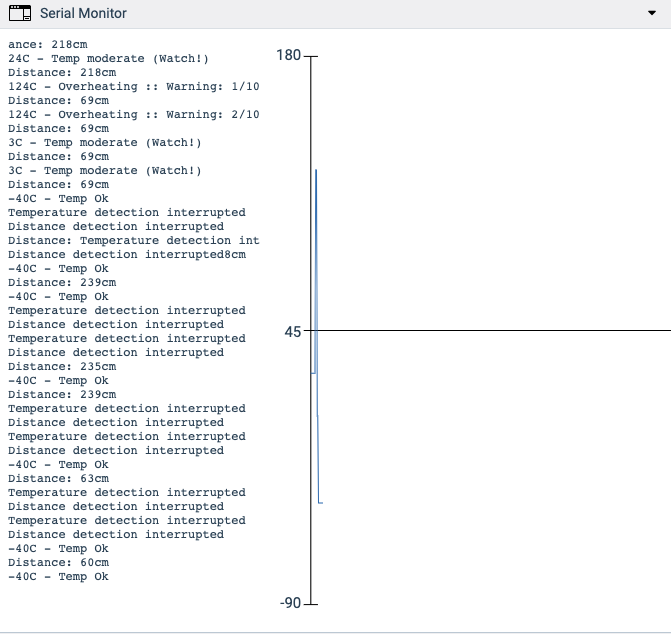 Serial Monitor
ance: 218cm
24C - Temp moderate (Watch!)
Distance: 218cm
124C - Overheating :: Warning: 1/10
Distance: 69cm
124C - Overheating :: Warning: 2/10
Distance: 69cm
3C - Temp moderate (Watch!)
Distance: 69cm
3C - Temp moderate (Watch!)
Distance: 69cm
-40C - Temp Ok
Temperature detection interrupted
Distance detection interrupted
Distance: Temperature detection int
Distance detection interrupted8cm
-40C - Temp Ok
Distance: 239cm
-40C - Temp Ok
Temperature detection interrupted
Distance detection interrupted
Temperature detection interrupted
Distance detection interrupted
Distance: 235cm
-40C - Temp Ok
Distance: 239cm
Temperature detection interrupted
Distance detection interrupted
Temperature detection interrupted
Distance detection interrupted
-40C - Temp Ok
Distance: 63cm
Temperature detection interrupted
Distance detection interrupted
Temperature detection interrupted
Distance detection interrupted
-40C - Temp Ok
Distance: 60cm
-40C - Temp Ok
180
45
-90